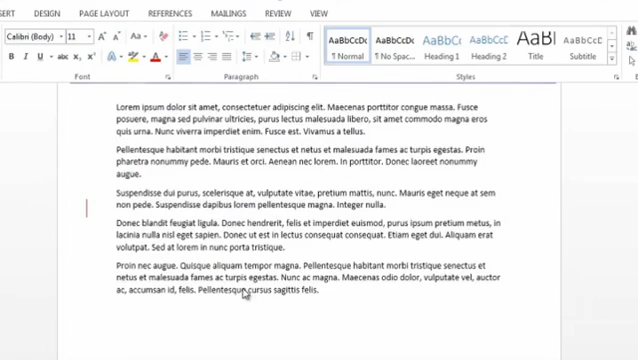 SERT DESIGN PAGE LAYOUT REFERENCES MAILINGS REVIEW VIEW
Calibri (Body) 11 A A Aa ¶ AaBbCcDc AaBbCcDc AaBbCc AaBbCc AaBl AaBbCcD
B I U abc X₂ X² A A ¶ Normal ¶ No Spac... Heading 1 Heading 2 Title Subtitle
Font Paragraph Styles
Lorem ipsum dolor sit amet, consectetuer adipiscing elit. Maecenas porttitor congue massa. Fusce
posuere, magna sed pulvinar ultricies, purus lectus malesuada libero, sit amet commodo magna eros
quis urna. Nunc viverra imperdiet enim. Fusce est. Vivamus a tellus.
Pellentesque habitant morbi tristique senectus et netus et malesuada fames ac turpis egestas. Proin
pharetra nonummy pede. Mauris et orci. Aenean nec lorem. In porttitor. Donec laoreet nonummy
augue.
Suspendisse dui purus, scelerisque at, vulputate vitae, pretium mattis, nunc. Mauris eget neque at sem
non pede. Suspendisse dapibus lorem pellentesque magna. Integer nulla.
Donec blandit feugiat ligula. Donec hendrerit, felis et imperdiet euismod, purus ipsum pretium metus, in
lacinia nulla nisl eget sapien. Donec ut est in lectus consequat consequat. Etiam eget dui. Aliquam erat
volutpat. Sed at lorem in nunc porta tristique.
Proin nec augue. Quisque aliquam tempor magna. Pellentesque habitant morbi tristique senectus et
netus et malesuada fames ac turpis egestas. Nunc ac magna. Maecenas odio dolor, vulputate vel, auctor
ac, accumsan id, felis. Pellentesque cursus sagittis felis.